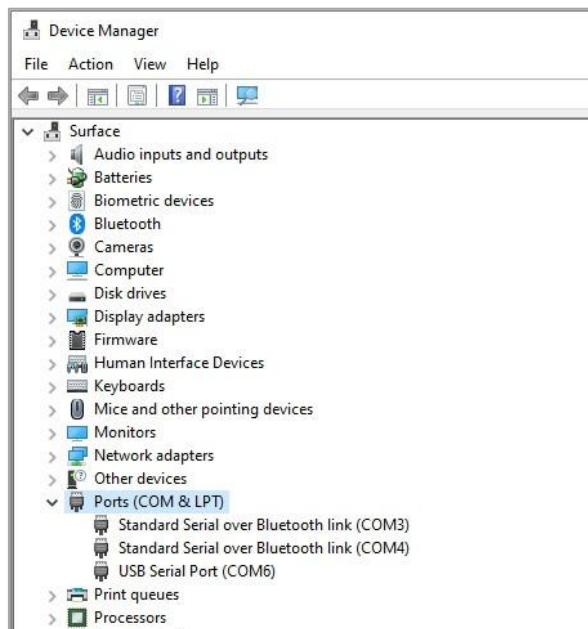 Device Manager
File Action View Help
Surface
Audio inputs and outputs
Batteries
Biometric devices
Bluetooth
Cameras
Computer
Disk drives
Display adapters
Firmware
Human Interface Devices
Keyboards
Mice and other pointing devices
Monitors
Network adapters
Other devices
Ports (COM & LPT)
Standard Serial over Bluetooth link (COM3)
Standard Serial over Bluetooth link (COM4)
USB Serial Port (COM6)
Print queues
Processors